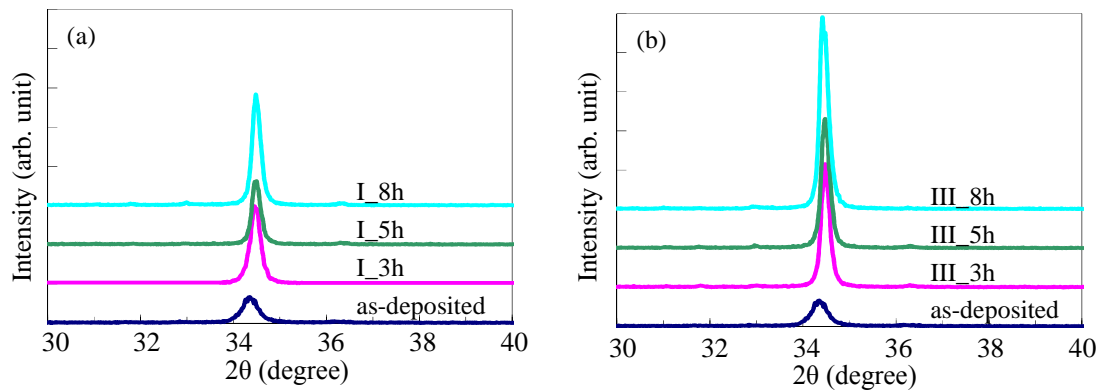 (a)
Intensity (arb. unit)
I_8h
I_5h
I_3h
as-deposited
30 32 34 36 38 40
2θ (degree)
(b)
Intensity (arb. unit)
III_8h
III_5h
III_3h
as-deposited
30 32 34 36 38 40
2θ (degree)